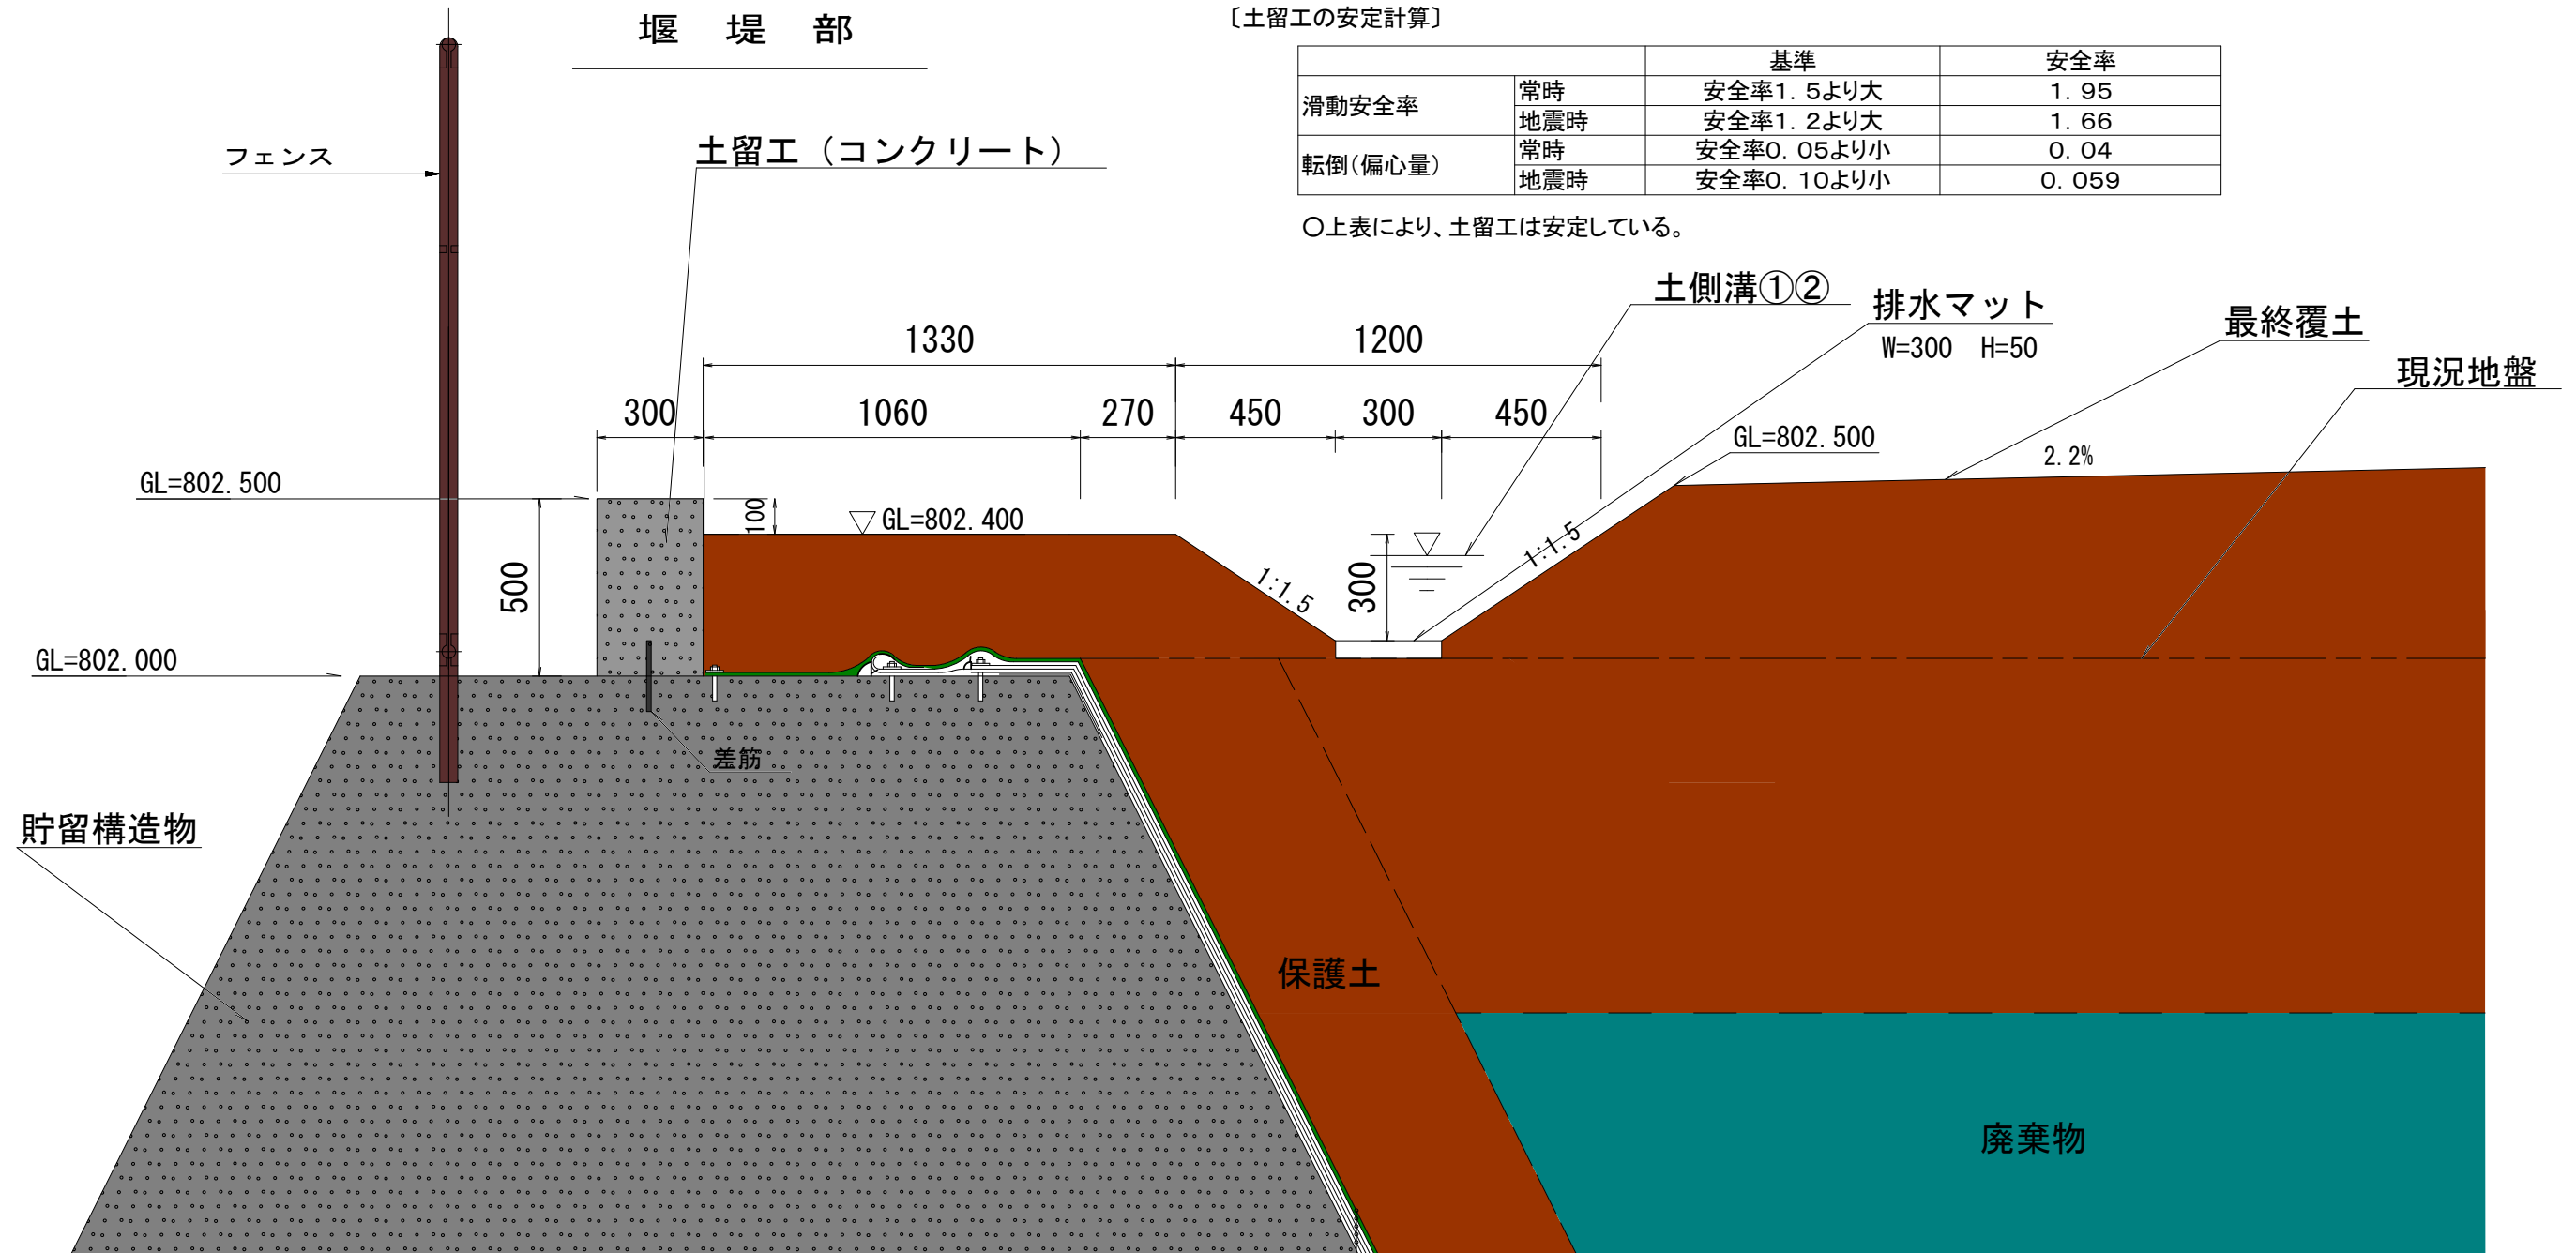 堰 堤 部
〔土留工の安定計算〕
基準 安全率
滑動安全率 常時 安全率1.5より大 1.95
地震時 安全率1.2より大 1.66
転倒(偏心量) 常時 安全率0.05より小 0.04
地震時 安全率0.10より小 0.059
○上表により、土留工は安定している。
フェンス
土留工（コンクリート）
土側溝①②
排水マット
W=300 H=50
最終覆土
現況地盤
1330
1200
300
1060
270
450
300
450
GL=802.500
2.2%
GL=802.500
100
GL=802.400
500
1:1.5
300
1:1.5
GL=802.000
差筋
貯留構造物
保護土
廃棄物